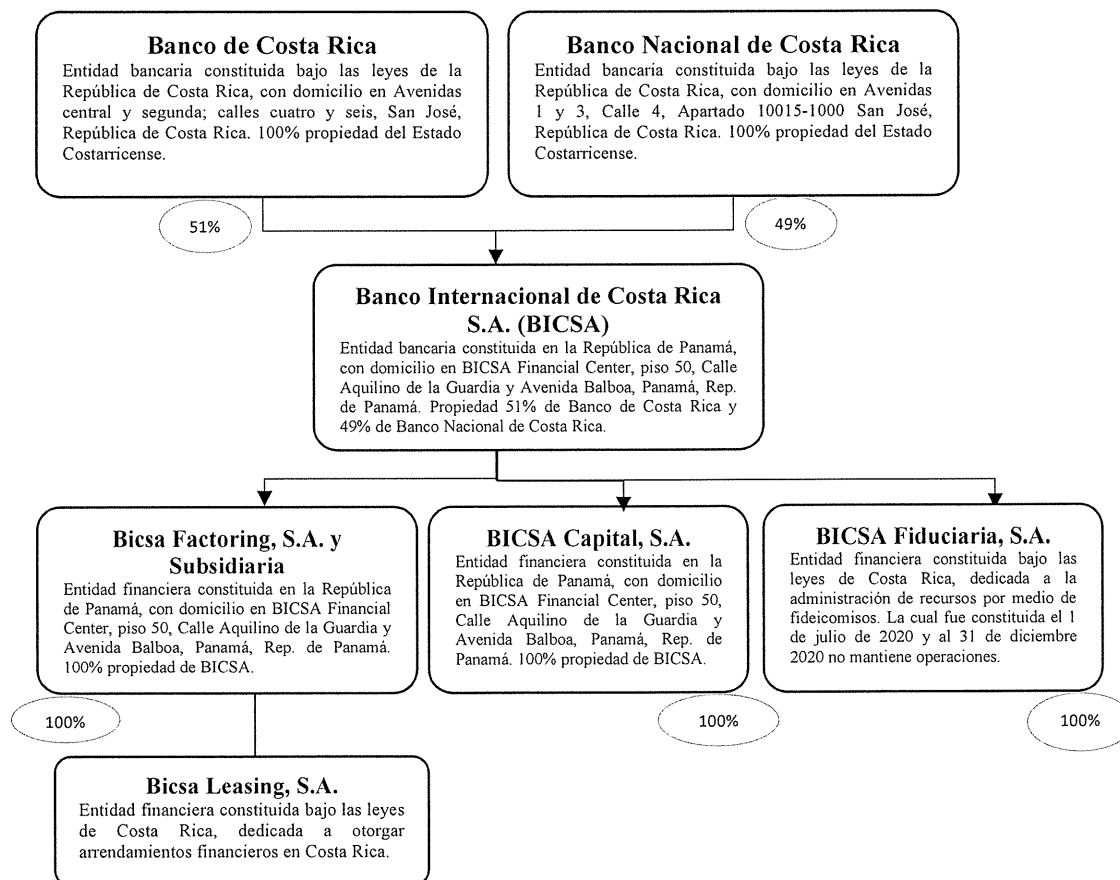 Banco de Costa Rica
Entidad bancaria constituida bajo las leyes de la
República de Costa Rica, con domicilio en Avenidas
central y segunda; calles cuatro y seis, San José,
República de Costa Rica. 100% propiedad del Estado
Costarricense.
Banco Nacional de Costa Rica
Entidad bancaria constituida bajo las leyes de la
República de Costa Rica, con domicilio en Avenidas
1 y 3, Calle 4, Apartado 10015-1000 San José,
República de Costa Rica. 100% propiedad del Estado
Costarricense.
51%
49%
Banco Internacional de Costa Rica
S.A. (BICSA)
Entidad bancaria constituida en la República de Panamá,
con domicilio en BICSA Financial Center, piso 50, Calle
Aquilino de la Guardia y Avenida Balboa, Panamá, Rep.
de Panamá. Propiedad 51% de Banco de Costa Rica y
49% de Banco Nacional de Costa Rica.
Bicsa Factoring, S.A. y
Subsidiaria
Entidad financiera constituida en la República
de Panamá, con domicilio en BICSA Financial
Center, piso 50, Calle Aquilino de la Guardia y
Avenida Balboa, Panamá, Rep. de Panamá.
100% propiedad de BICSA.
BICSA Capital, S.A.
Entidad financiera constituida en la
República de Panamá, con domicilio
en BICSA Financial Center, piso 50,
Calle Aquilino de la Guardia y
Avenida Balboa, Panamá, Rep. de
Panamá. 100% propiedad de BICSA.
BICSA Fiduciaria, S.A.
Entidad financiera constituida bajo las
leyes de Costa Rica, dedicada a la
administración de recursos por medio de
fideicomisos. La cual fue constituida el 1
de julio de 2020 y al 31 de diciembre
2020 no mantiene operaciones.
100%
100%
100%
Bicsa Leasing, S.A.
Entidad financiera constituida bajo las leyes
de Costa Rica, dedicada a otorgar
arrendamientos financieros en Costa Rica.